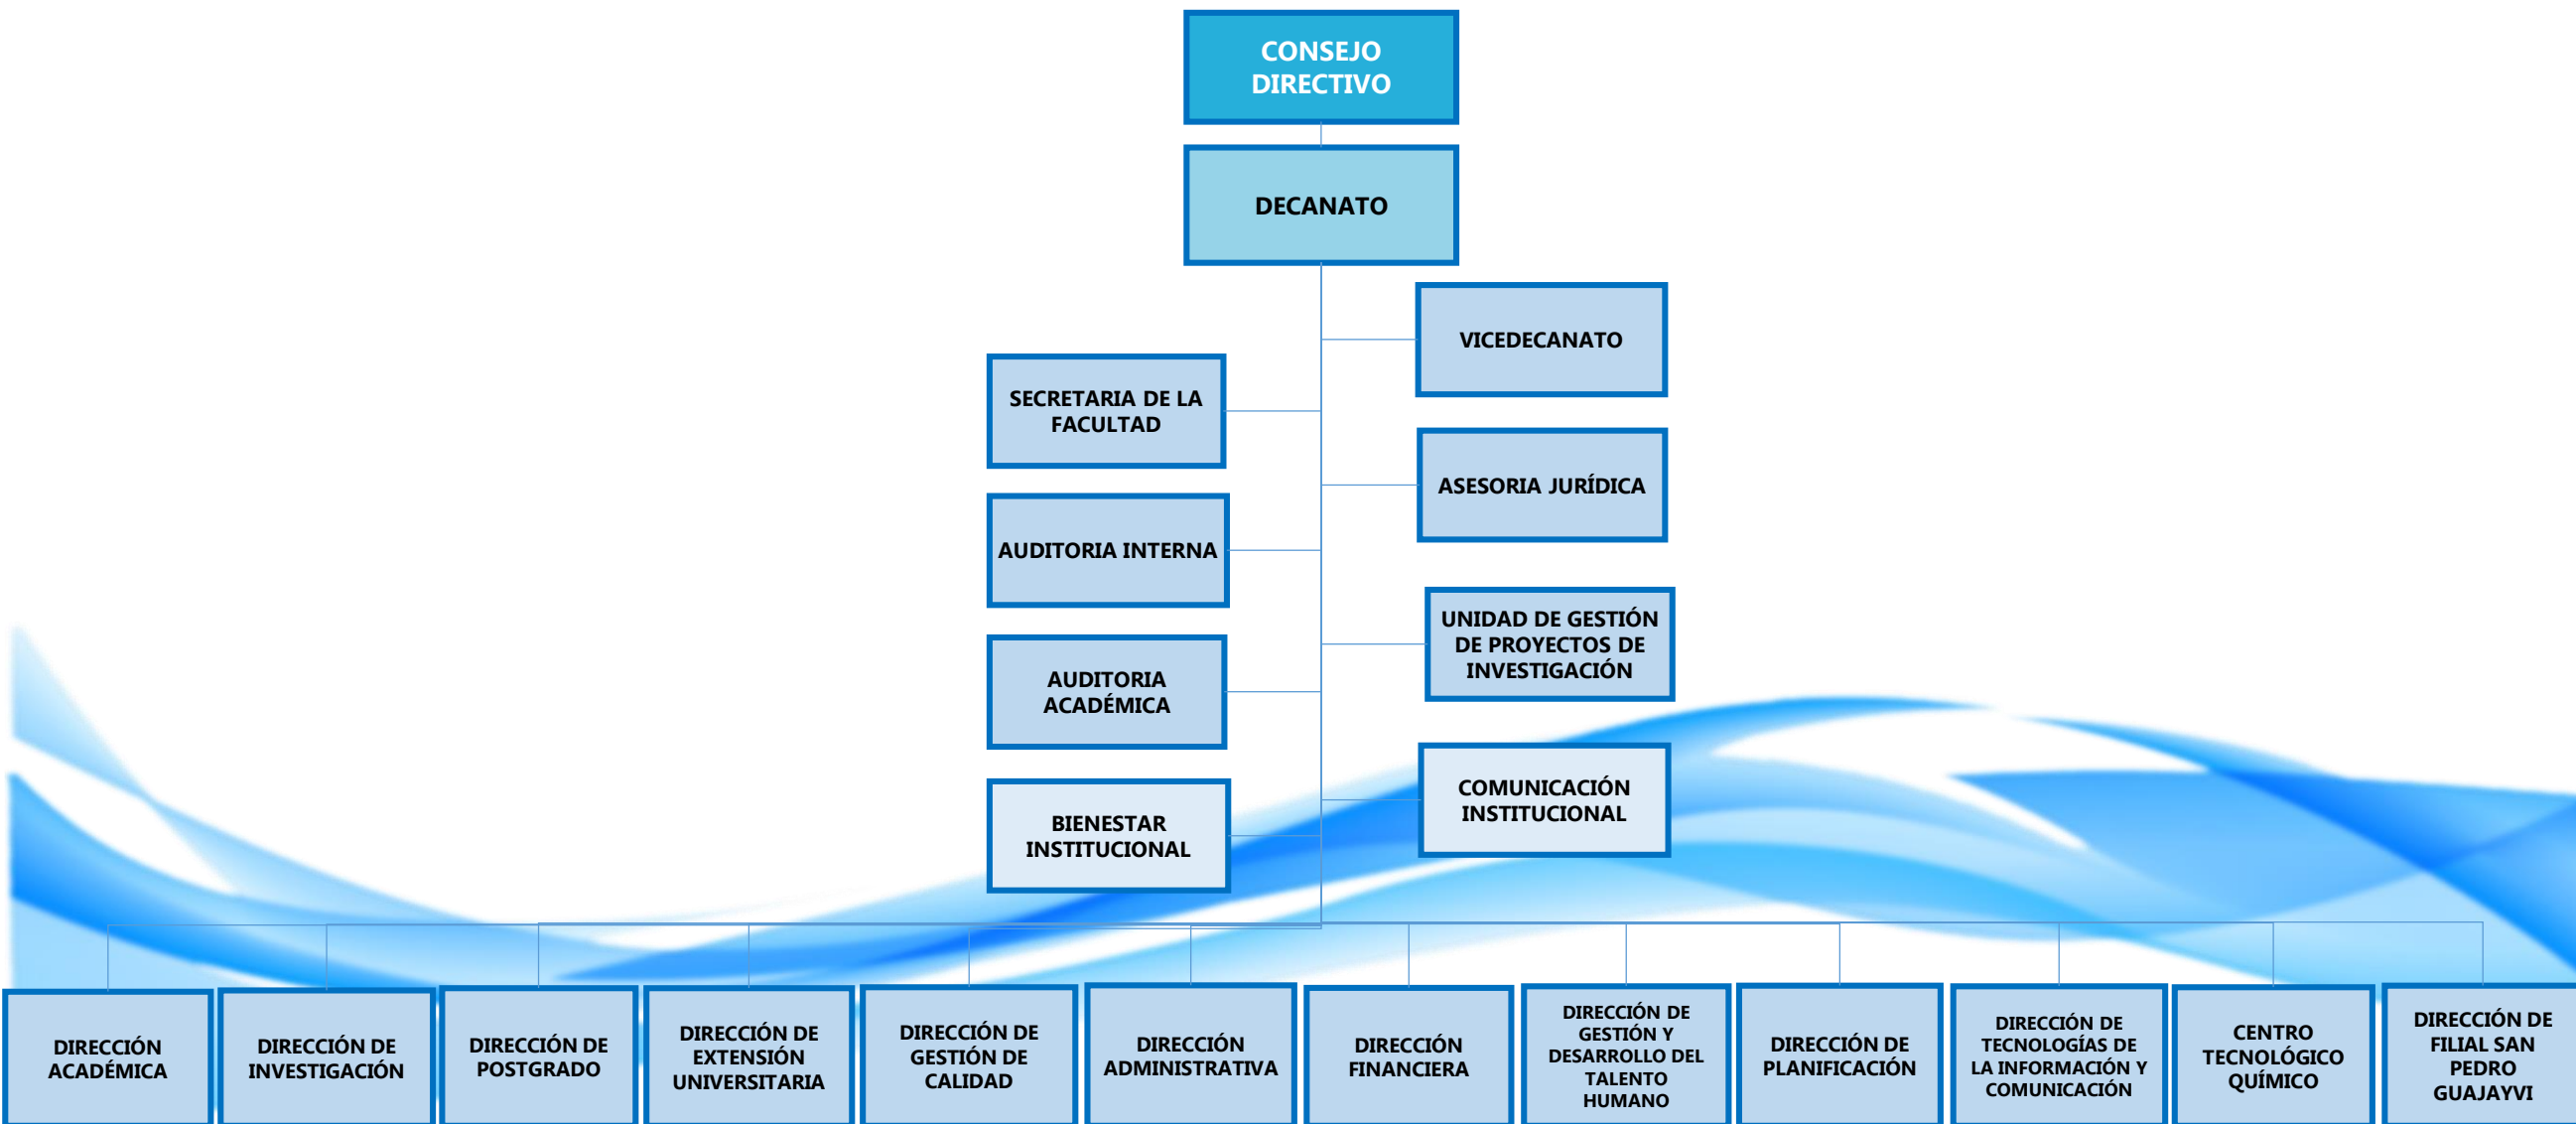 CONSEJO
DIRECTIVO
DECANATO
VICEDECANATO
SECRETARIA DE LA
FACULTAD
ASESORIA JURÍDICA
AUDITORIA INTERNA
UNIDAD DE GESTIÓN
DE PROYECTOS DE
INVESTIGACIÓN
AUDITORIA
ACADÉMICA
COMUNICACIÓN
INSTITUCIONAL
BIENESTAR
INSTITUCIONAL
DIRECCIÓN
ACADÉMICA
DIRECCIÓN DE
INVESTIGACIÓN
DIRECCIÓN DE
POSTGRADO
DIRECCIÓN DE
EXTENSIÓN
UNIVERSITARIA
DIRECCIÓN DE
GESTIÓN DE
CALIDAD
DIRECCIÓN
ADMINISTRATIVA
DIRECCIÓN
FINANCIERA
DIRECCIÓN DE
GESTIÓN Y
DESARROLLO DEL
TALENTO
HUMANO
DIRECCIÓN DE
PLANIFICACIÓN
DIRECCIÓN DE
TECNOLOGÍAS DE
LA INFORMACIÓN Y
COMUNICACIÓN
CENTRO
TECNOLÓGICO
QUÍMICO
DIRECCIÓN DE
FILIAL SAN
PEDRO
GUAJAYVI